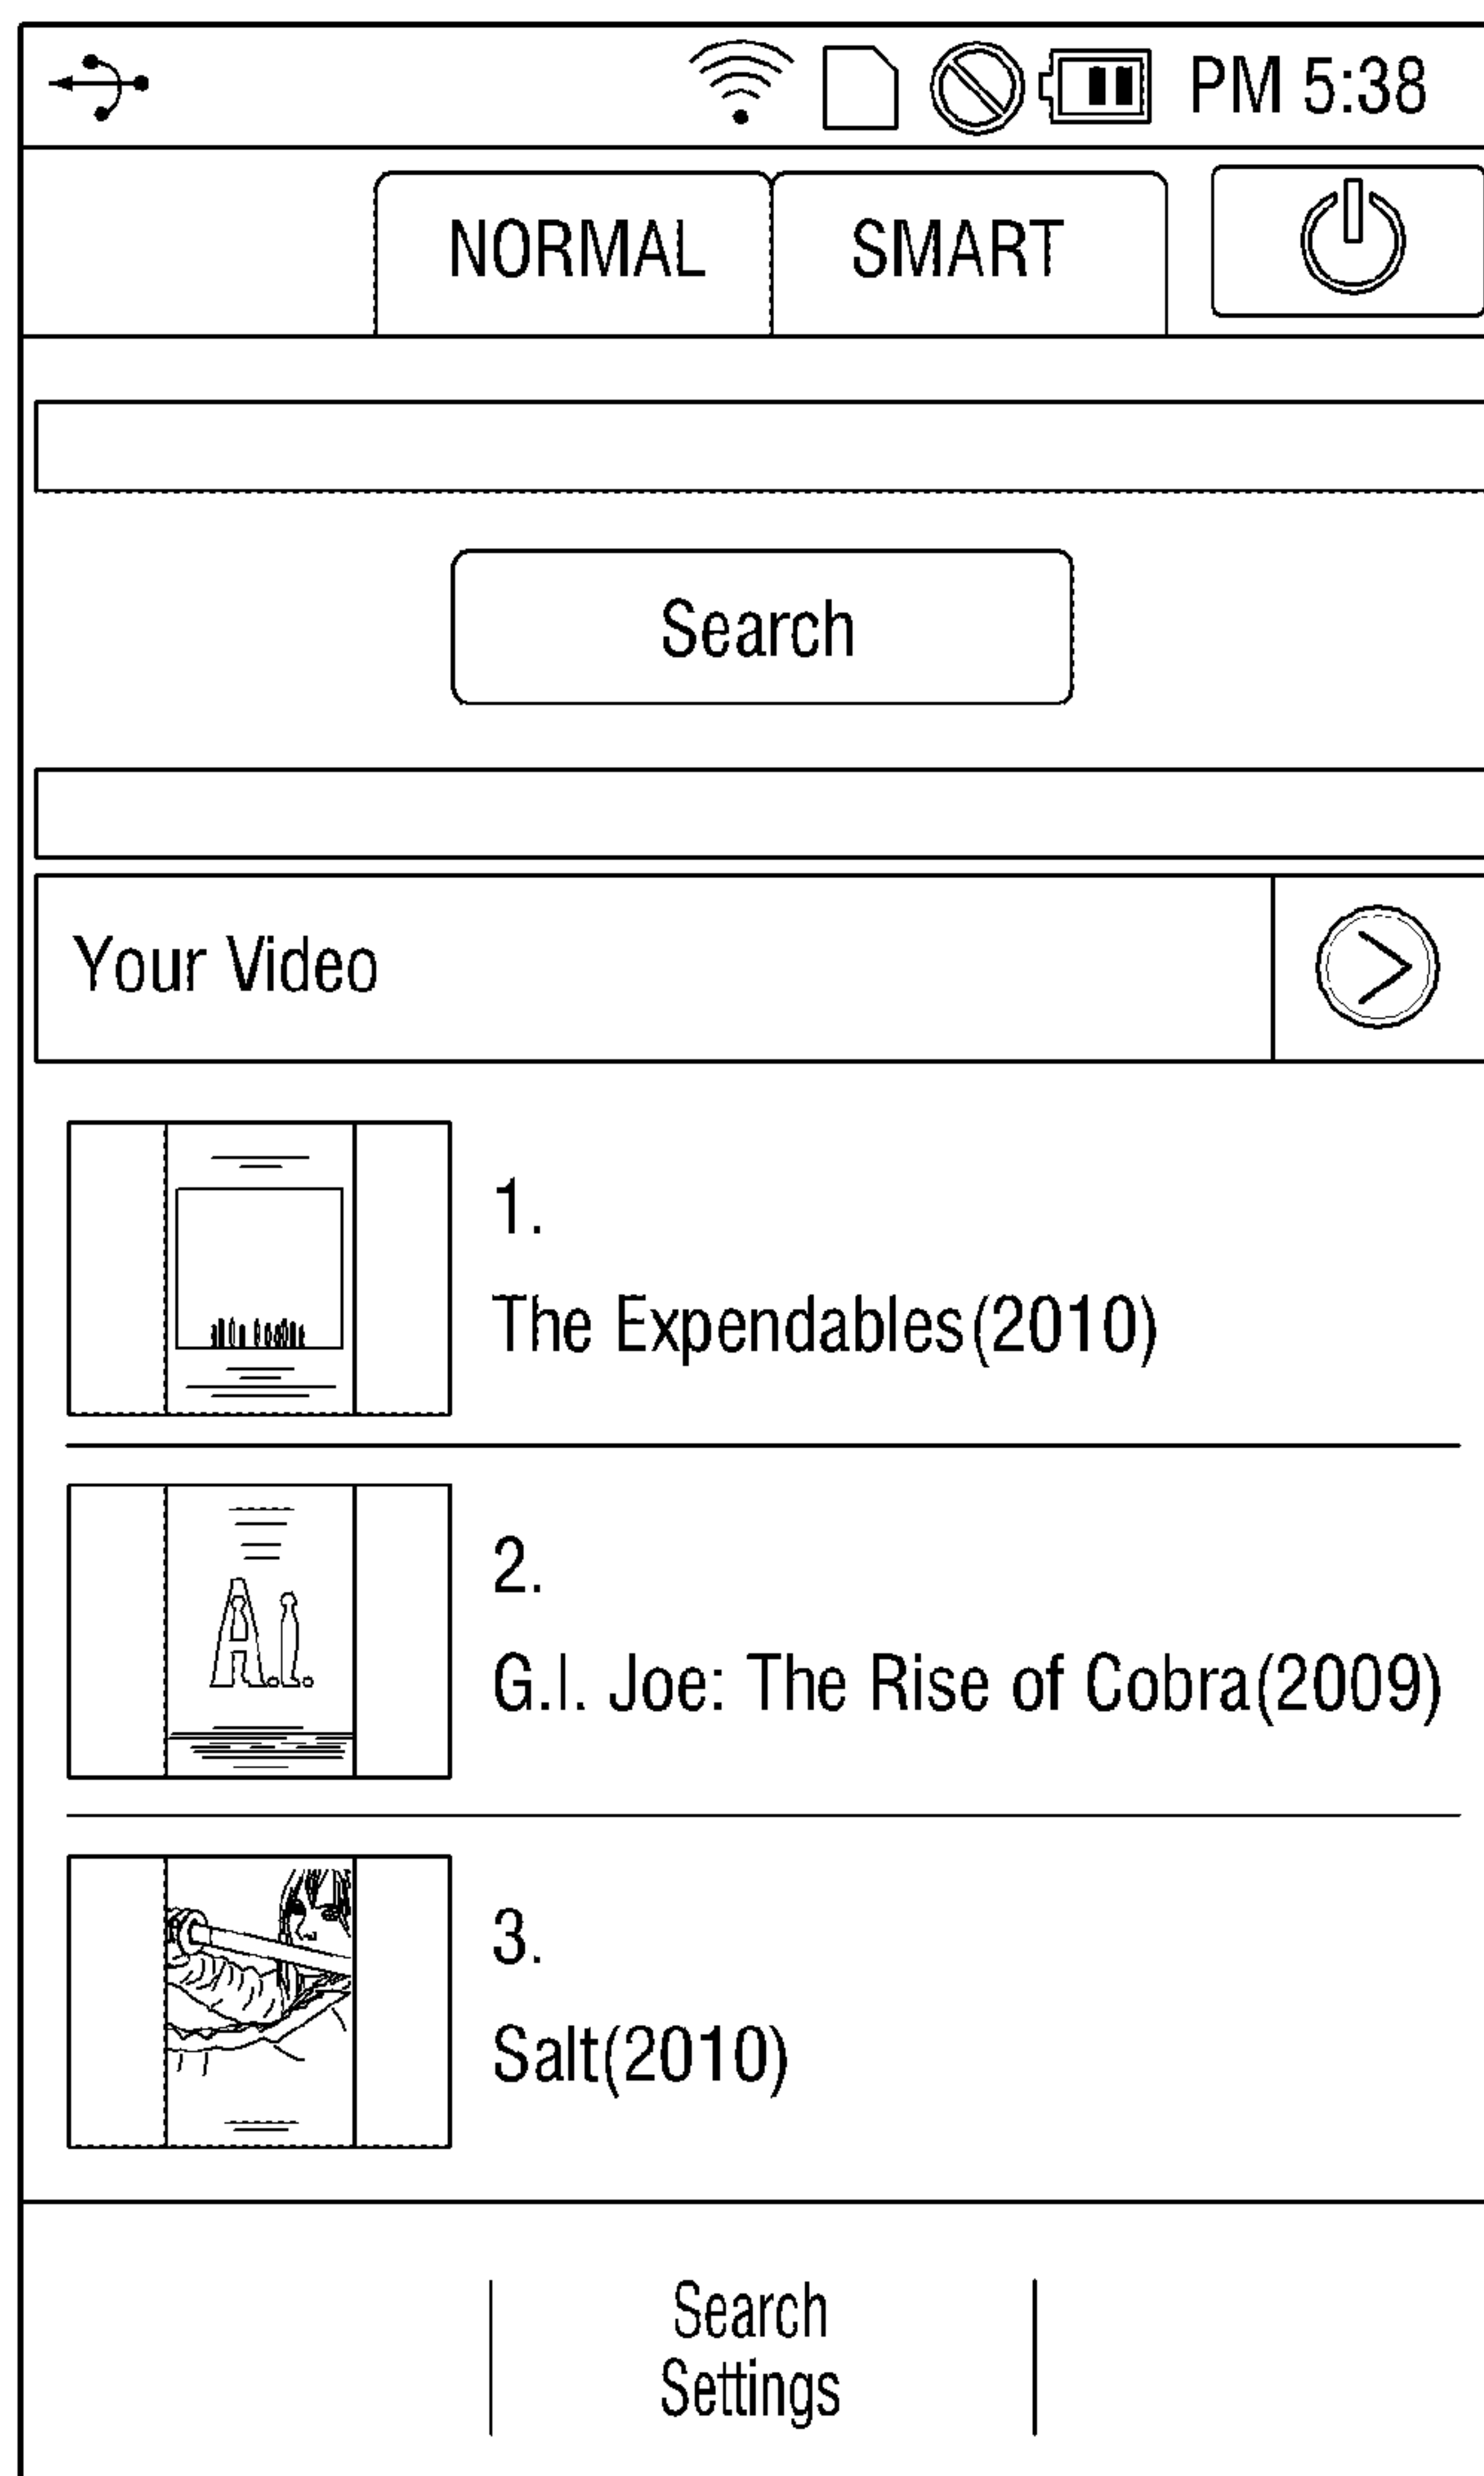 PM 5:38
NORMAL SMART
Search
Your Video
1.
The Expendables(2010)
A.I.
2.
G.I. Joe: The Rise of Cobra(2009)
3.
Salt(2010)
Search
Settings